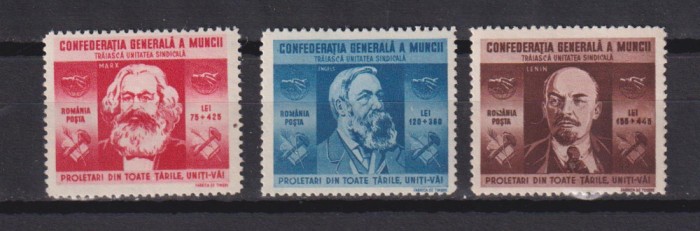 CONFEDERAȚIA GENERALĂ A MUNCII
TRĂIASCĂ UNITATEA SINDICALĂ
MARX
ROMÂNIA
POȘTA
LEI
75+425
PROLETARI DIN TOATE ȚĂRILE, UNIȚI-VĂ!
CONFEDERAȚIA GENERALĂ A MUNCII
TRĂIASCĂ UNITATEA SINDICALĂ
ENGELS
ROMÂNIA
POȘTA
LEI
120+380
PROLETARI DIN TOATE ȚĂRILE, UNIȚI-VĂ!
CONFEDERAȚIA GENERALĂ A MUNCII
TRĂIASCĂ UNITATEA SINDICALĂ
LENIN
ROMÂNIA
POȘTA
LEI
155+445
PROLETARI DIN TOATE ȚĂRILE, UNIȚI-VĂ!